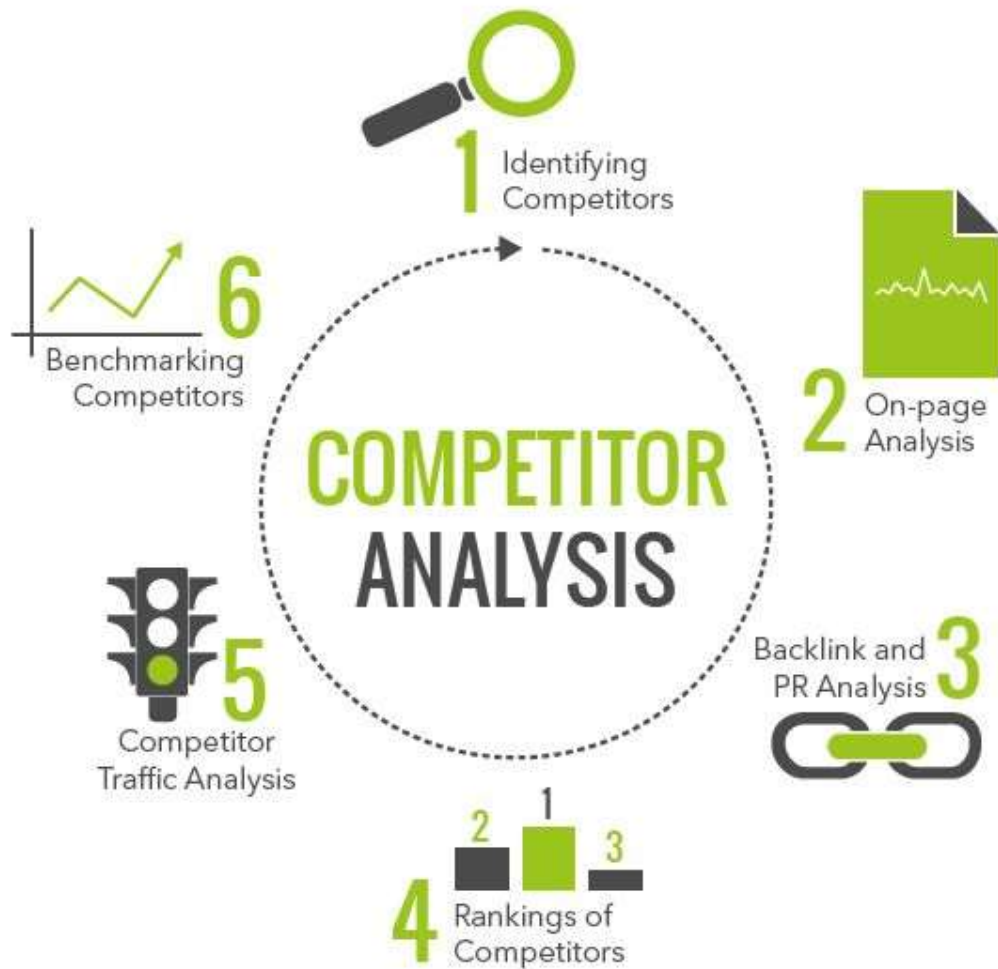 1
Identifying
Competitors
2
On-page
Analysis
3
Backlink and
PR Analysis
4
2
1
3
Rankings of
Competitors
5
Competitor
Traffic Analysis
6
Benchmarking
Competitors
COMPETITOR
ANALYSIS